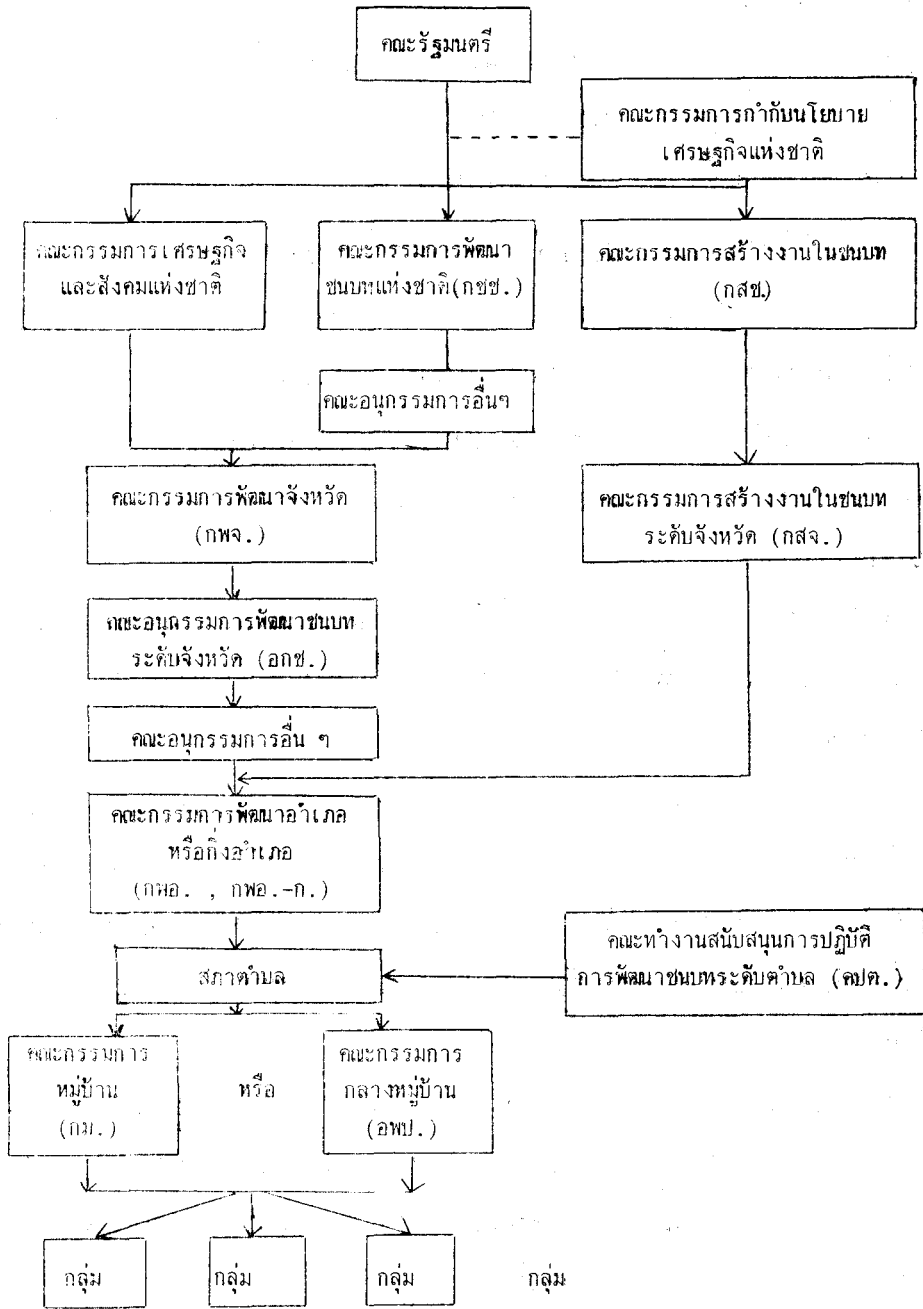 คณะรัฐมนตรี
คณะกรรมการกำกับนโยบาย
เศรษฐกิจแห่งชาติ
คณะกรรมการเศรษฐกิจ
และสังคมแห่งชาติ
คณะกรรมการพัฒนา
ชนบทแห่งชาติ(กชช.)
คณะกรรมการสร้างงานในชนบท
(กสช.)
คณะอนุกรรมการอื่นๆ
คณะกรรมการพัฒนาจังหวัด
(กพจ.)
คณะกรรมการสร้างงานในชนบท
ระดับจังหวัด (กสจ.)
คณะอนุกรรมการพัฒนาชนบท
ระดับจังหวัด (อกช.)
คณะอนุกรรมการอื่น ๆ
คณะกรรมการพัฒนาอำเภอ
หรือกิ่งอำเภอ
(กพอ. , กพอ.-ก.)
คณะทำงานสนับสนุนการปฏิบัติ
การพัฒนาชนบทระดับตำบล (คปต.)
สภาตำบล
คณะกรรมการ
หมู่บ้าน
(กม.)
หรือ
คณะกรรมการ
กลางหมู่บ้าน
(อพป.)
กลุ่ม
กลุ่ม
กลุ่ม
กลุ่ม